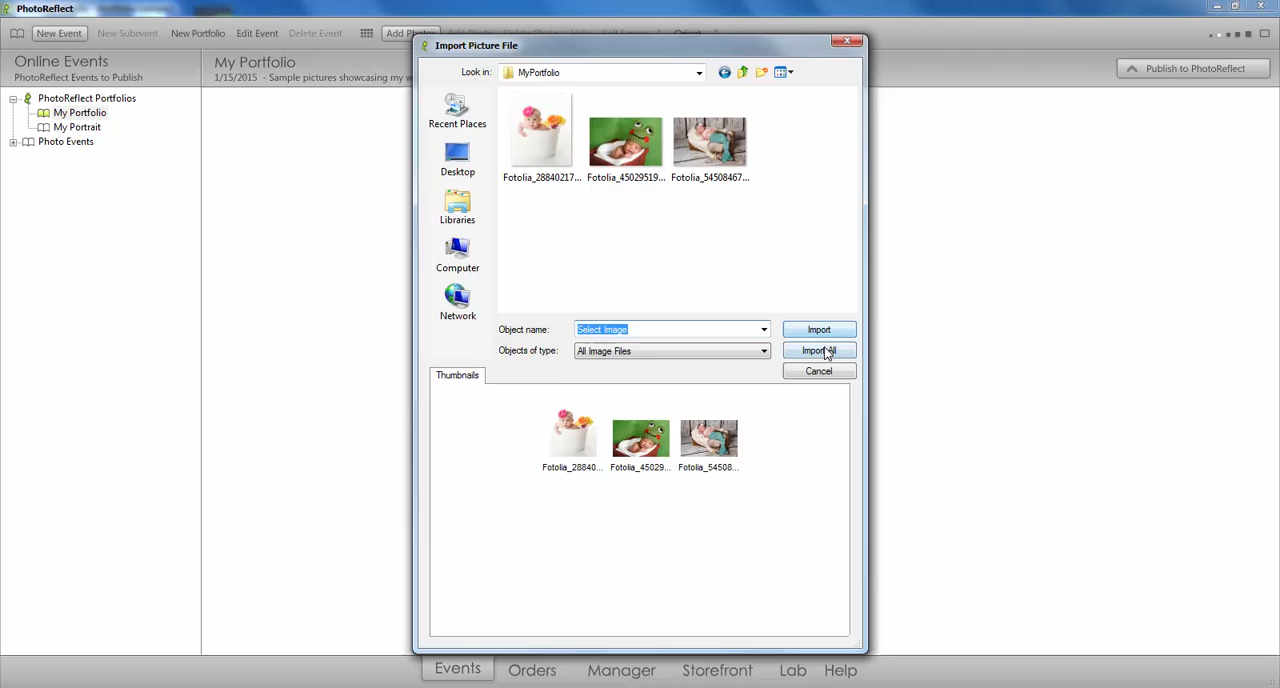 PhotoReflect
New Event New Subevent New Portfolio Edit Event Delete Event Add Photos
Online Events
PhotoReflect Events to Publish
My Portfolio
1/15/2015 - Sample pictures showcasing my w
Publish to PhotoReflect
PhotoReflect Portfolios
My Portfolio
My Portrait
Photo Events
Import Picture File
Look in: MyPortfolio
Recent Places
Desktop
Libraries
Computer
Network
Fotolia_28840217... Fotolia_45029519... Fotolia_54508467...
Object name: Select Image Import
Objects of type: All Image Files Import All
Cancel
Thumbnails
Fotolia_28840... Fotolia_45029... Fotolia_54508...
Events Orders Manager Storefront Lab Help